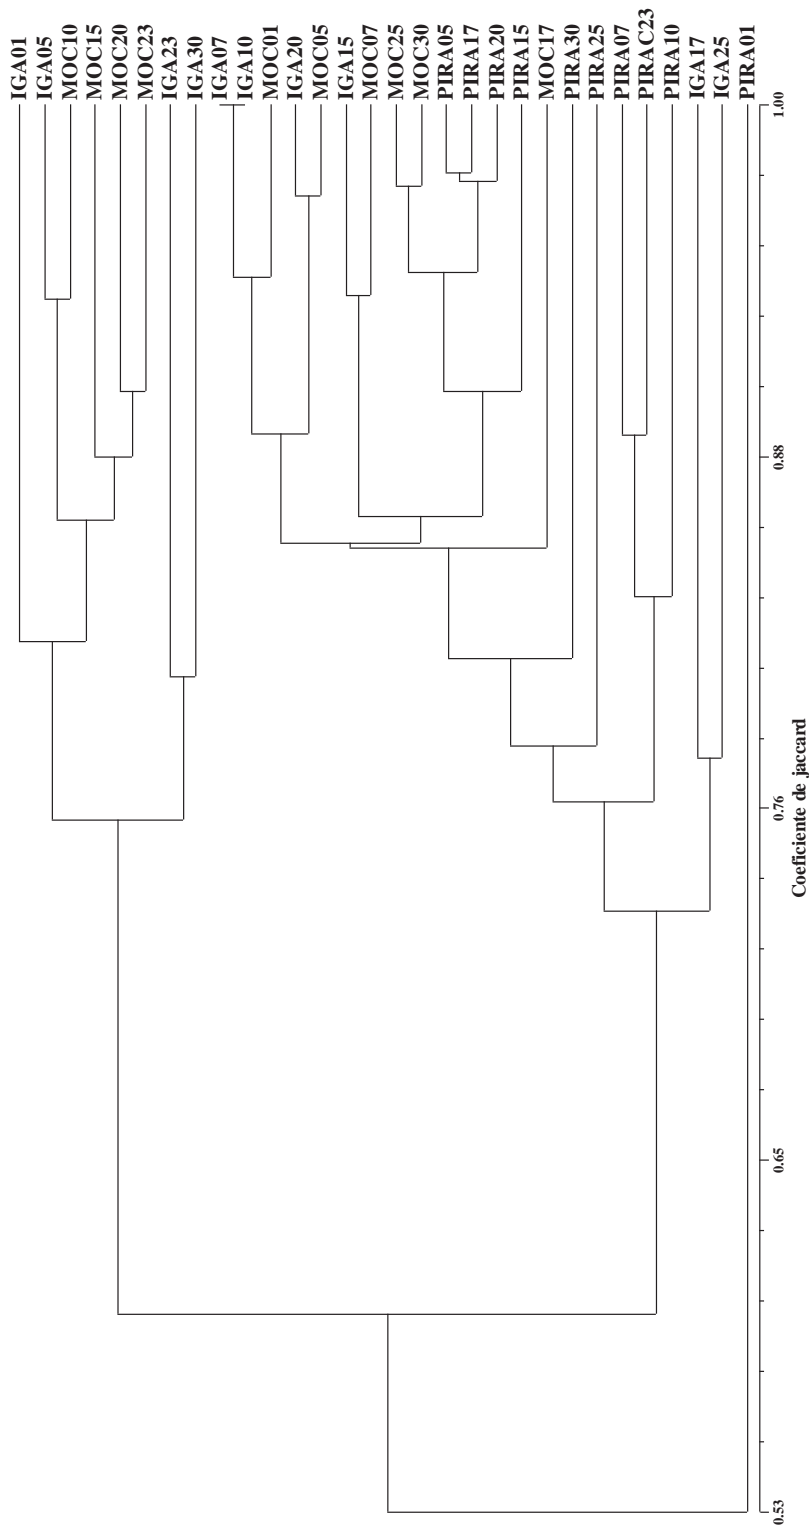 IGA01
IGA05
MOC10
MOC15
MOC20
MOC23
IGA23
IGA30
IGA07
IGA10
MOC01
IGA20
MOC05
IGA15
MOC07
MOC25
MOC30
PIRA05
PIRA17
PIRA20
PIRA15
MOC17
PIRA30
PIRA25
PIRA07
PIRAC23
PIRA10
IGA17
IGA25
PIRA01
0.53
0.65
0.76
0.88
1.00
Coeficiente de jaccard